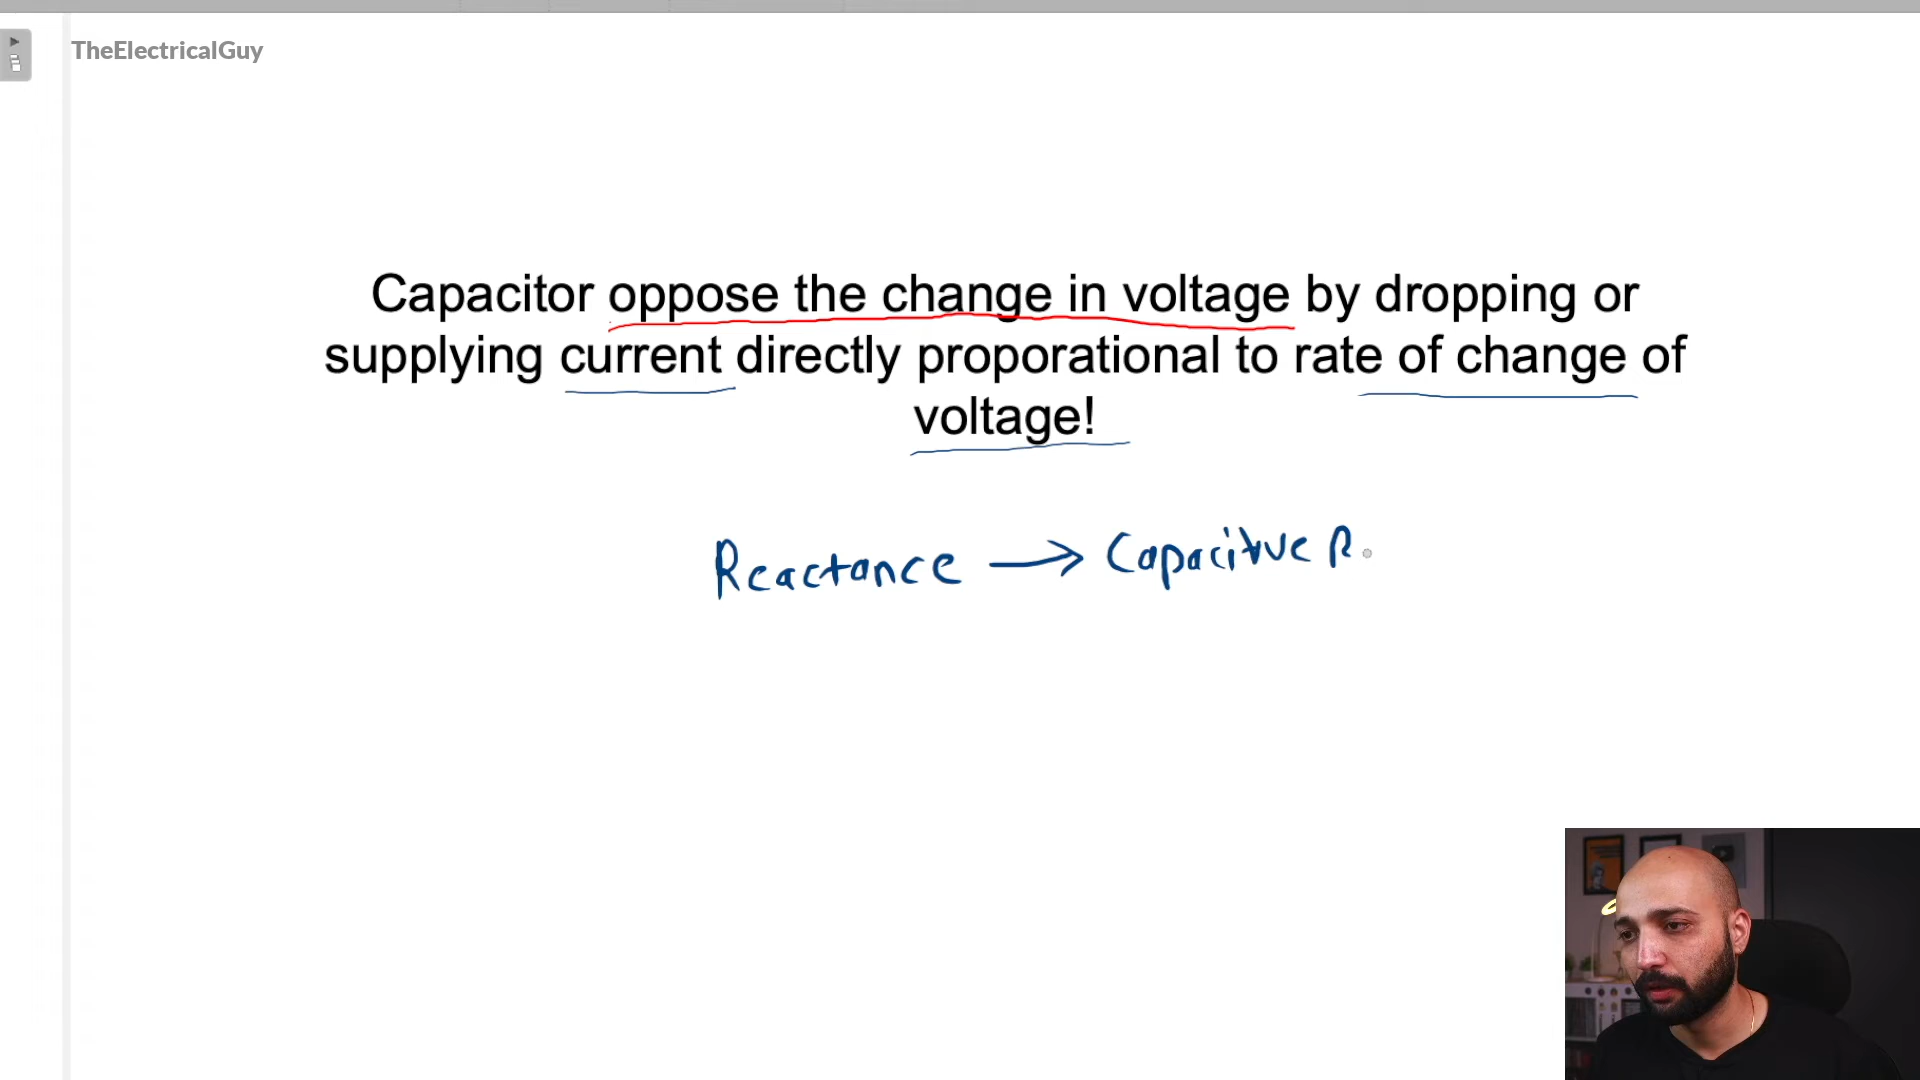 TheElectricalGuy
Capacitor oppose the change in voltage by dropping or
supplying current directly proporational to rate of change of
voltage!
Reactance → Capacitive R